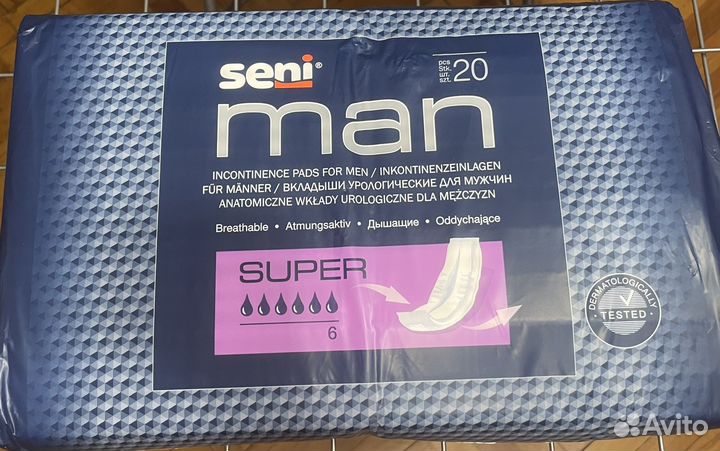 seni®
pcs
Stk.
шт.
szt.
20
man
INCONTINENCE PADS FOR MEN / INKONTINENZEINLAGEN
FÜR MÄNNER / ВКЛАДЫШИ УРОЛОГИЧЕСКИЕ ДЛЯ МУЖЧИН
ANATOMICZNE WKŁADY UROLOGICZNE DLA MĘŻCZYZN
Breathable • Atmungsaktiv • Дышащие • Oddychające
SUPER
6
DERMATOLOGICALLY
TESTED
Avito